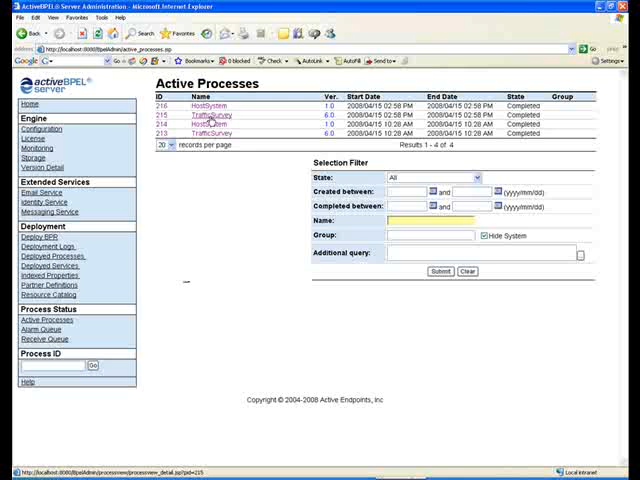 ActiveBPEL® Server Administration - Microsoft Internet Explorer
File Edit View Favorites Tools Help
Back Search Favorites
Address http://localhost:8080/BpelAdmin/active_processes.jsp Go
Google Go Bookmarks 0 blocked Check AutoLink AutoFill Send to Settings
activeBPEL® server
Active Processes
ID Name Ver. Start Date End Date State Group
216 HostSystem 1.0 2008/04/15 02:58 PM 2008/04/15 02:58 PM Completed
215 TrafficSurvey 6.0 2008/04/15 02:58 PM 2008/04/15 02:58 PM Completed
214 HostSystem 1.0 2008/04/15 10:28 AM 2008/04/15 10:28 AM Completed
213 TrafficSurvey 6.0 2008/04/15 10:28 AM 2008/04/15 10:28 AM Completed
20 records per page Results 1 - 4 of 4
Home
Engine
Configuration
License
Monitoring
Storage
Version Detail
Extended Services
Email Service
Identity Service
Messaging Service
Deployment
Deploy BPR
Deployment Logs
Deployed Processes
Deployed Services
Indexed Properties
Partner Definitions
Resource Catalog
Process Status
Active Processes
Alarm Queue
Receive Queue
Process ID
Go
Help
Selection Filter
State: All
Created between: and (yyyy/mm/dd)
Completed between: and (yyyy/mm/dd)
Name:
Group: Hide System
Additional query: ...
Submit Clear
Copyright © 2004-2008 Active Endpoints, Inc
http://localhost:8080/BpelAdmin/processview/processview_detail.jsp?pid=215 Local intranet